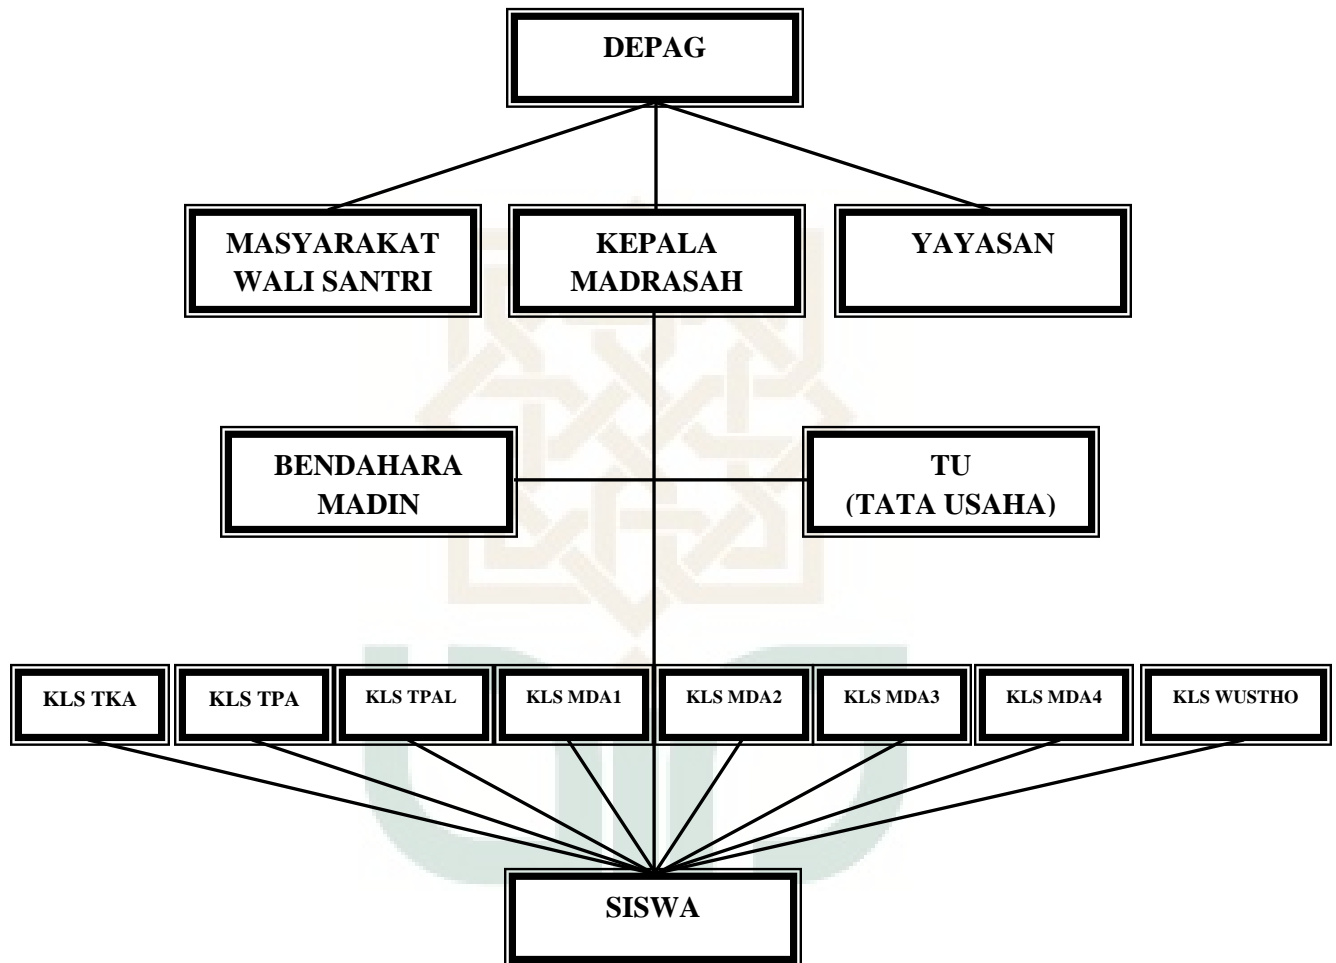 DEPAG
MASYARAKAT
WALI SANTRI
KEPALA
MADRASAH
YAYASAN
BENDAHARA
MADIN
TU
(TATA USAHA)
KLS TKA
KLS TPA
KLS TPAL
KLS MDA1
KLS MDA2
KLS MDA3
KLS MDA4
KLS WUSTHO
SISWA